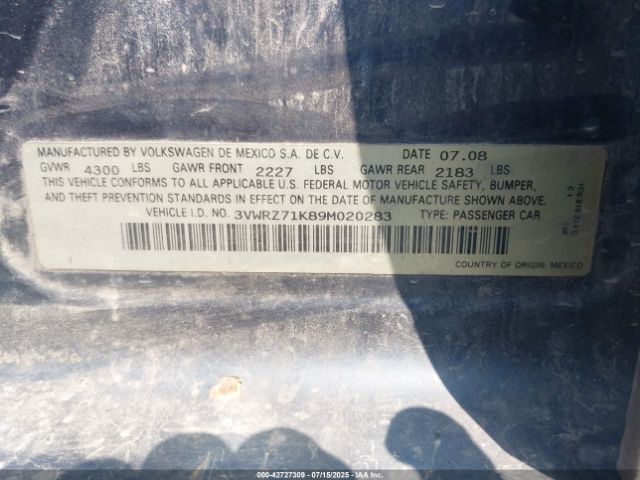 MANUFACTURED BY VOLKSWAGEN DE MEXICO S.A. DE C.V. DATE 07.08
GVWR 4300 LBS GAWR FRONT 2227 LBS GAWR REAR 2183 LBS
THIS VEHICLE CONFORMS TO ALL APPLICABLE U.S. FEDERAL MOTOR VEHICLE SAFETY, BUMPER,
AND THEFT PREVENTION STANDARDS IN EFFECT ON THE DATE OF MANUFACTURE SHOWN ABOVE.
VEHICLE I.D. NO. 3VWRZ71K89M020283 TYPE: PASSENGER CAR
COUNTRY OF ORIGIN: MEXICO
000-42727309 - 07/15/2025 - IAAI.COM